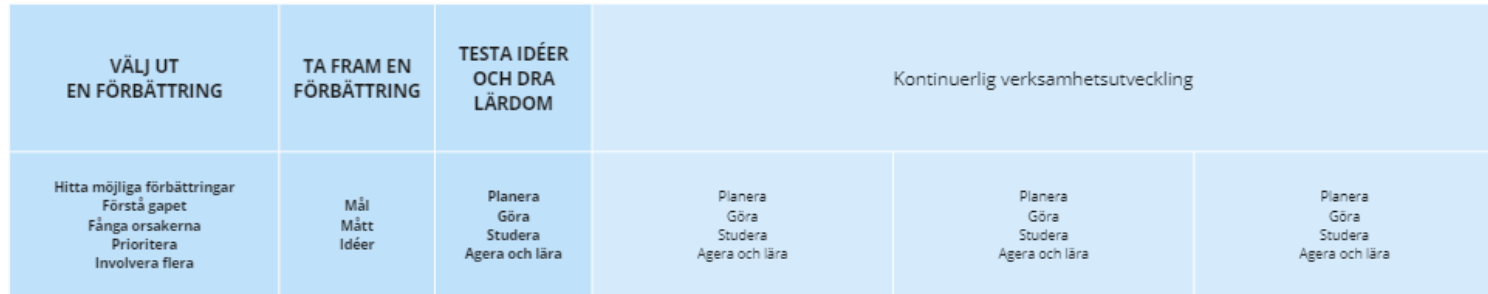 VÄLJ UT
EN FÖRBÄTTRING
TA FRAM EN
FÖRBÄTTRING
TESTA IDÉER
OCH DRA
LÄRDOM
Kontinuerlig verksamhetsutveckling
Hitta möjliga förbättringar
Förstå gapet
Fånga orsakerna
Prioritera
Involvera flera
Mål
Mått
Idéer
Planera
Göra
Studera
Agera och lära
Planera
Göra
Studera
Agera och lära
Planera
Göra
Studera
Agera och lära
Planera
Göra
Studera
Agera och lära